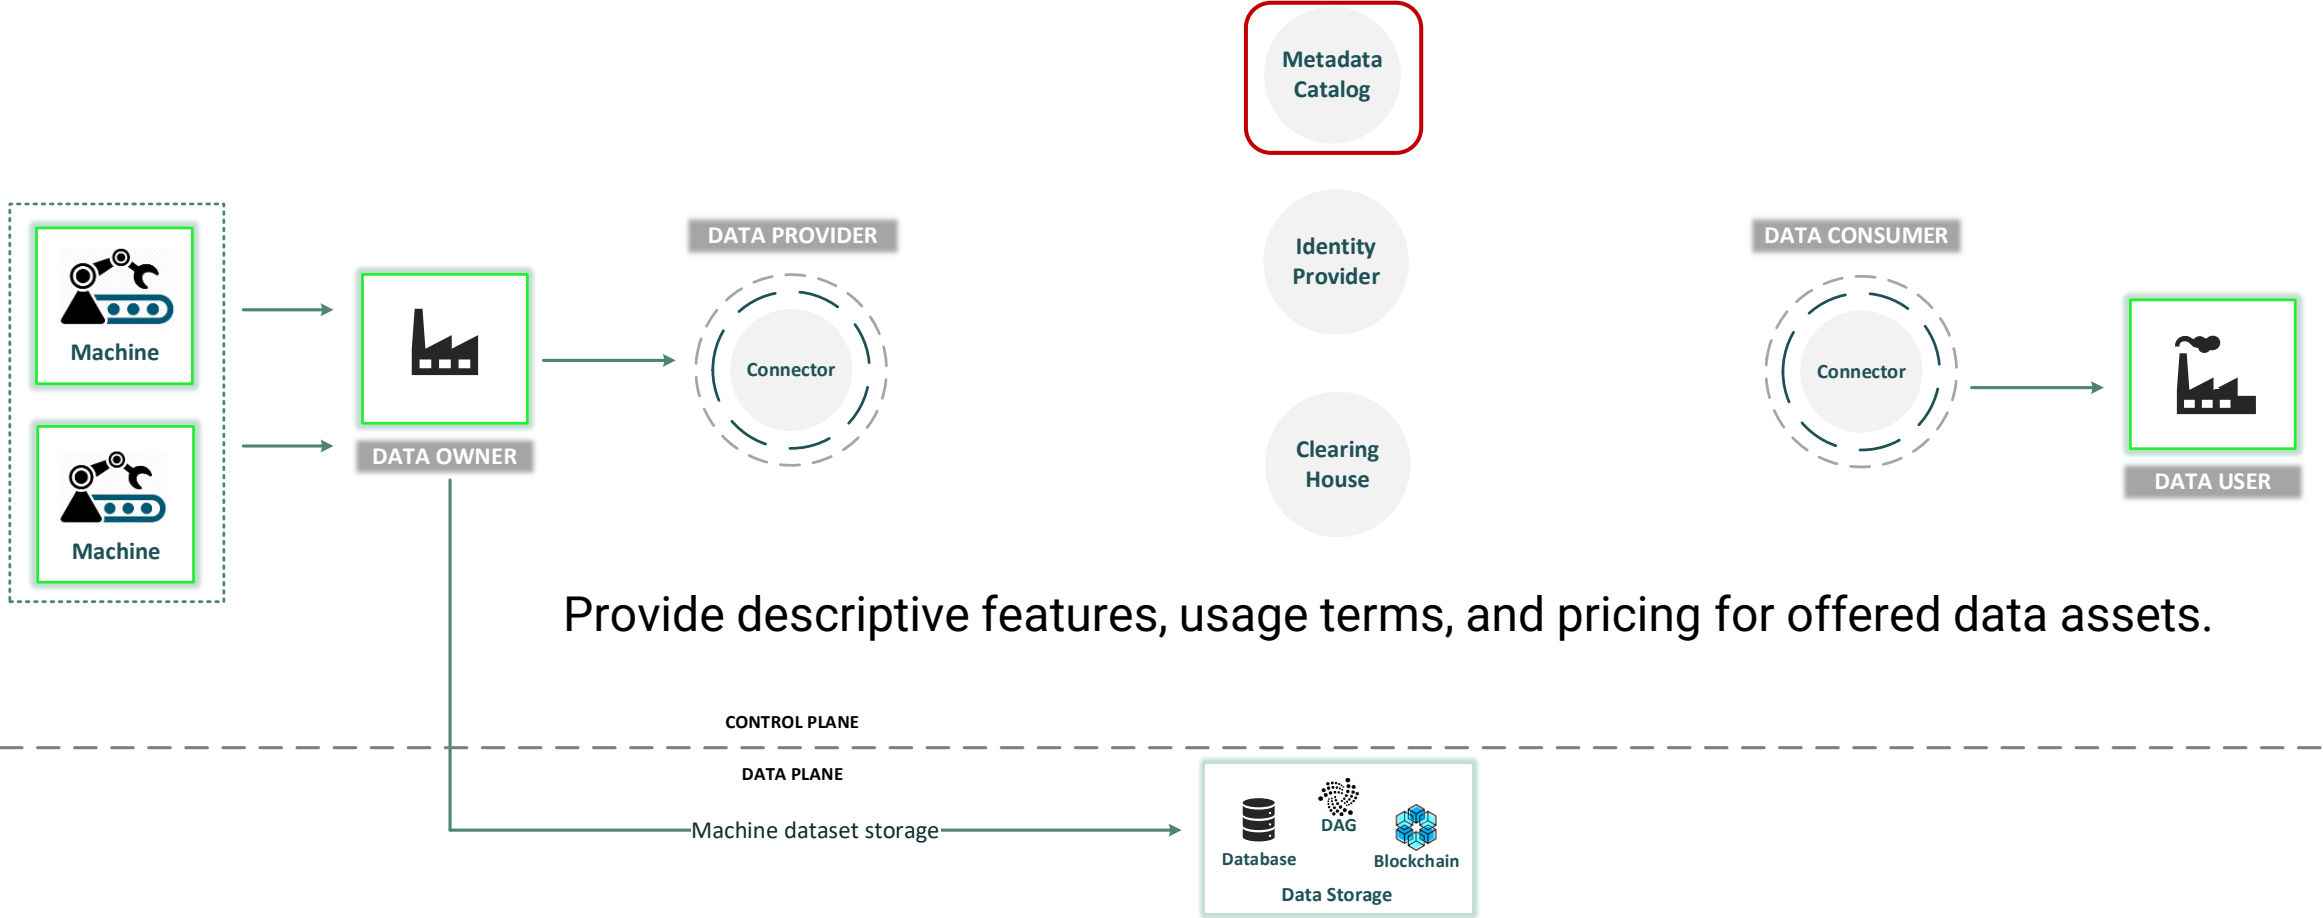 Metadata
Catalog
Identity
Provider
Clearing
House
Machine
Machine
DATA OWNER
DATA PROVIDER
Connector
DATA CONSUMER
Connector
DATA USER
Provide descriptive features, usage terms, and pricing for offered data assets.
CONTROL PLANE
DATA PLANE
Machine dataset storage
Database
DAG
Blockchain
Data Storage